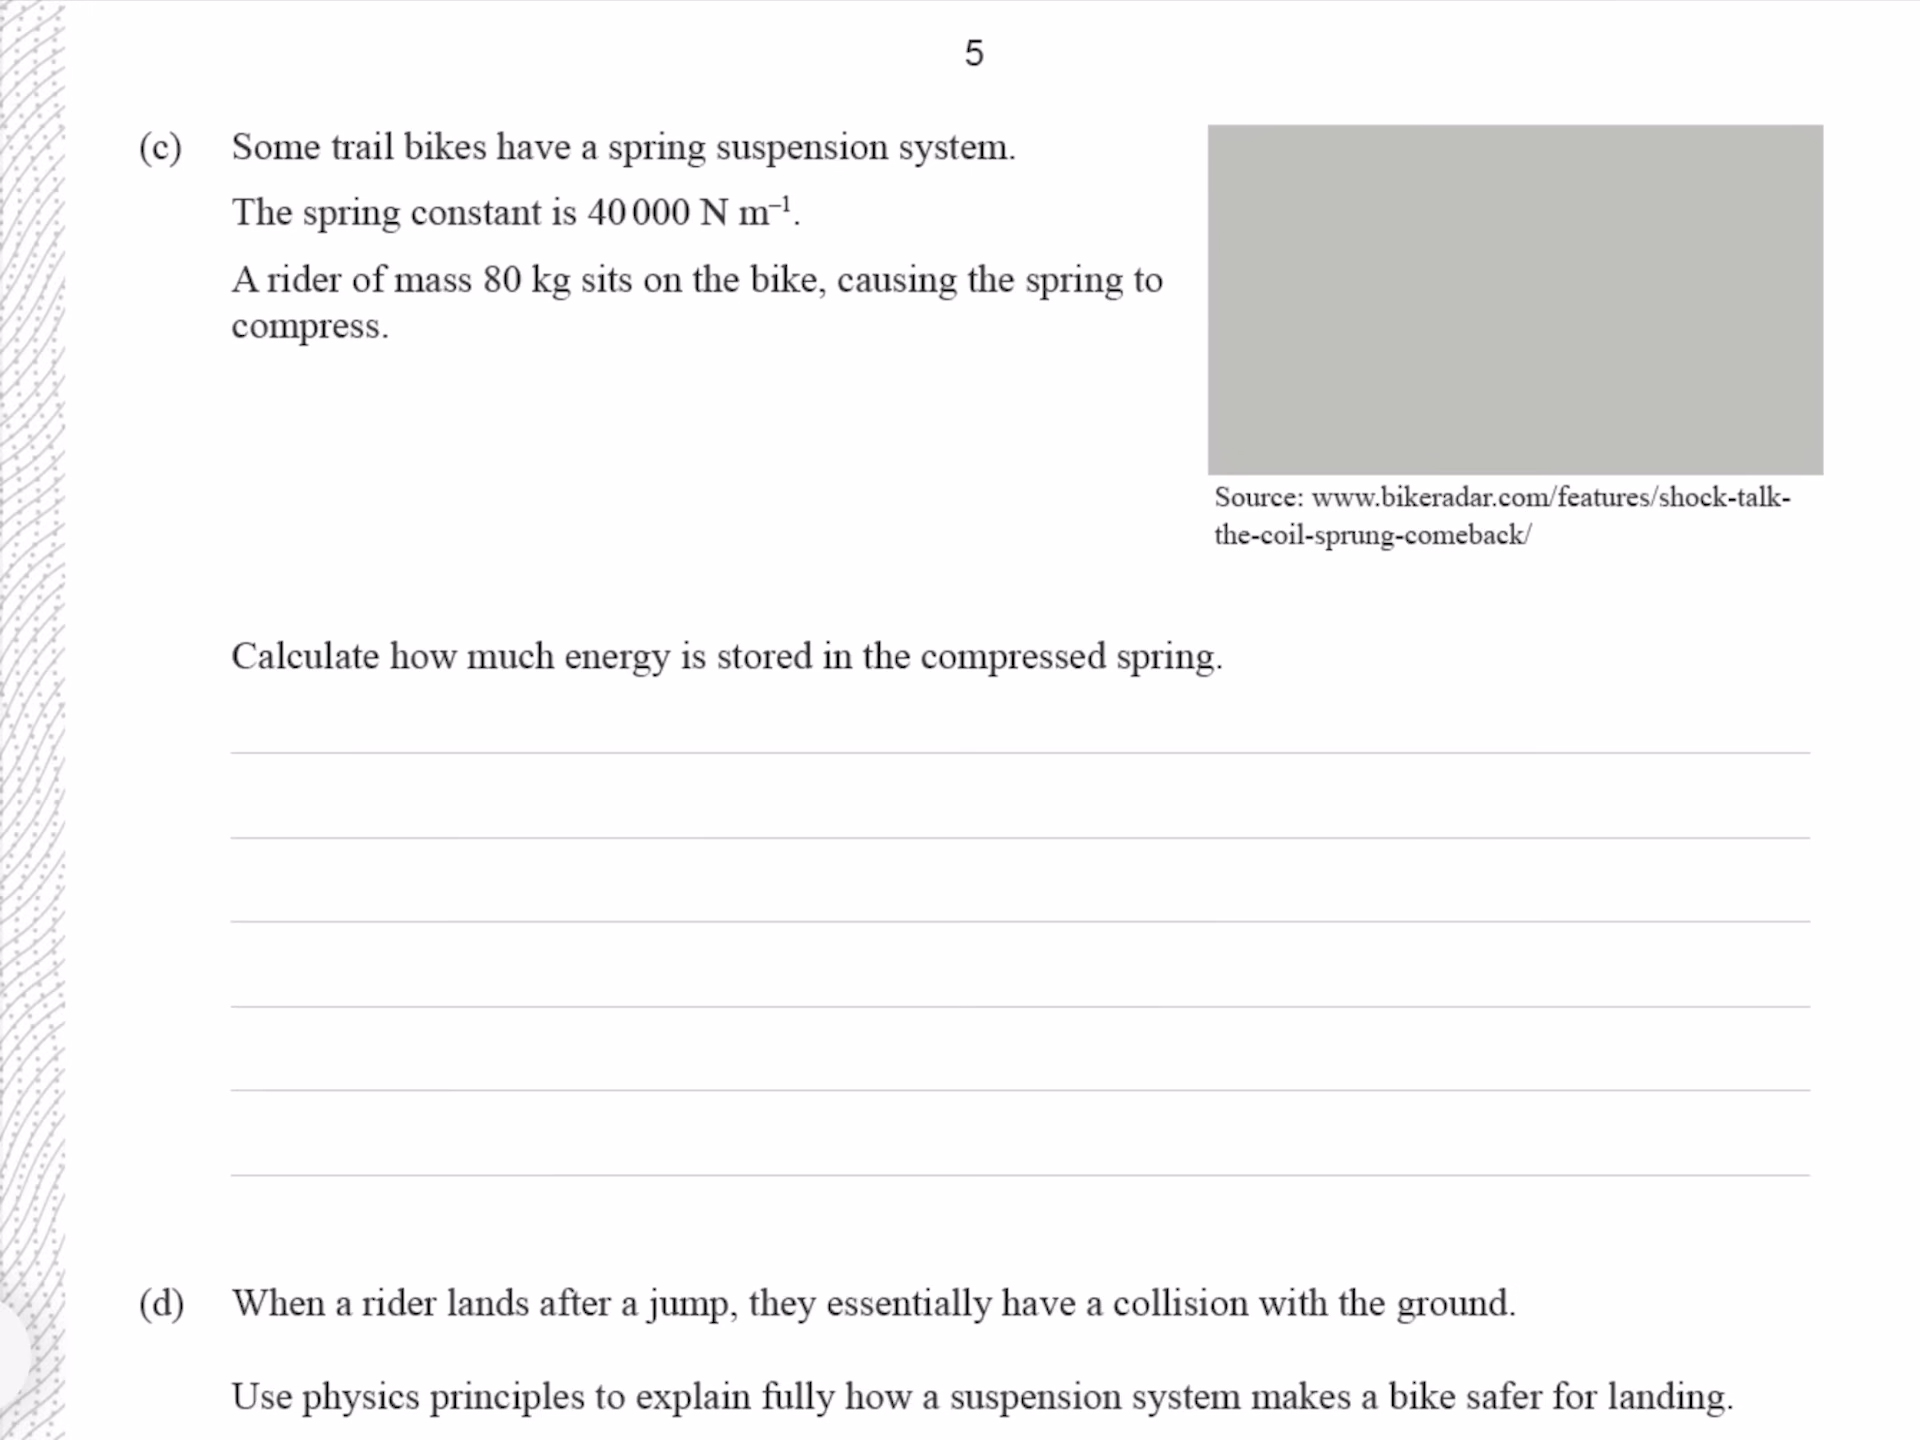 5
(c) Some trail bikes have a spring suspension system.
The spring constant is 40 000 N m⁻¹.
A rider of mass 80 kg sits on the bike, causing the spring to
compress.
Source: www.bikeradar.com/features/shock-talk-
the-coil-sprung-comeback/
Calculate how much energy is stored in the compressed spring.
(d) When a rider lands after a jump, they essentially have a collision with the ground.
Use physics principles to explain fully how a suspension system makes a bike safer for landing.